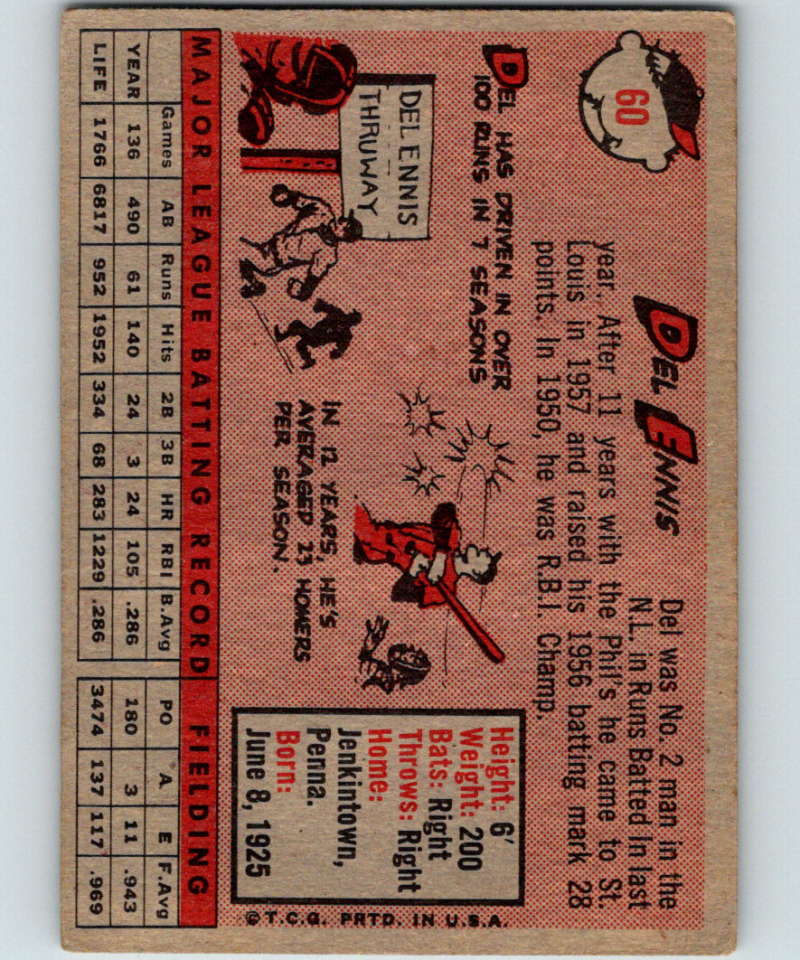 60
DEL ENNIS
Del was No. 2 man in the
N.L. in Runs Batted In last
year. After 11 years with the Phil's he came to St.
Louis in 1957 and raised his 1956 batting mark 28
points. In 1950, he was R.B.I. Champ.
DEL HAS DRIVEN IN OVER
100 RUNS IN 7 SEASONS
DEL ENNIS
THRUWAY
IN 12 YEARS, HE'S
AVERAGED 23 HOMERS
PER SEASON.
Height: 6'
Weight: 200
Bats: Right
Throws: Right
Home:
Jenkintown,
Penna.
Born:
June 8, 1925
©T.C.G. PRTD. IN U.S.A.
MAJOR LEAGUE BATTING RECORD FIELDING
Games AB Runs Hits 2B 3B HR RBI B.Avg PO A E F.Avg
YEAR 136 490 61 140 24 3 24 105 .286 180 3 11 .943
LIFE 1766 6817 952 1952 334 68 283 1229 .286 3474 137 117 .969